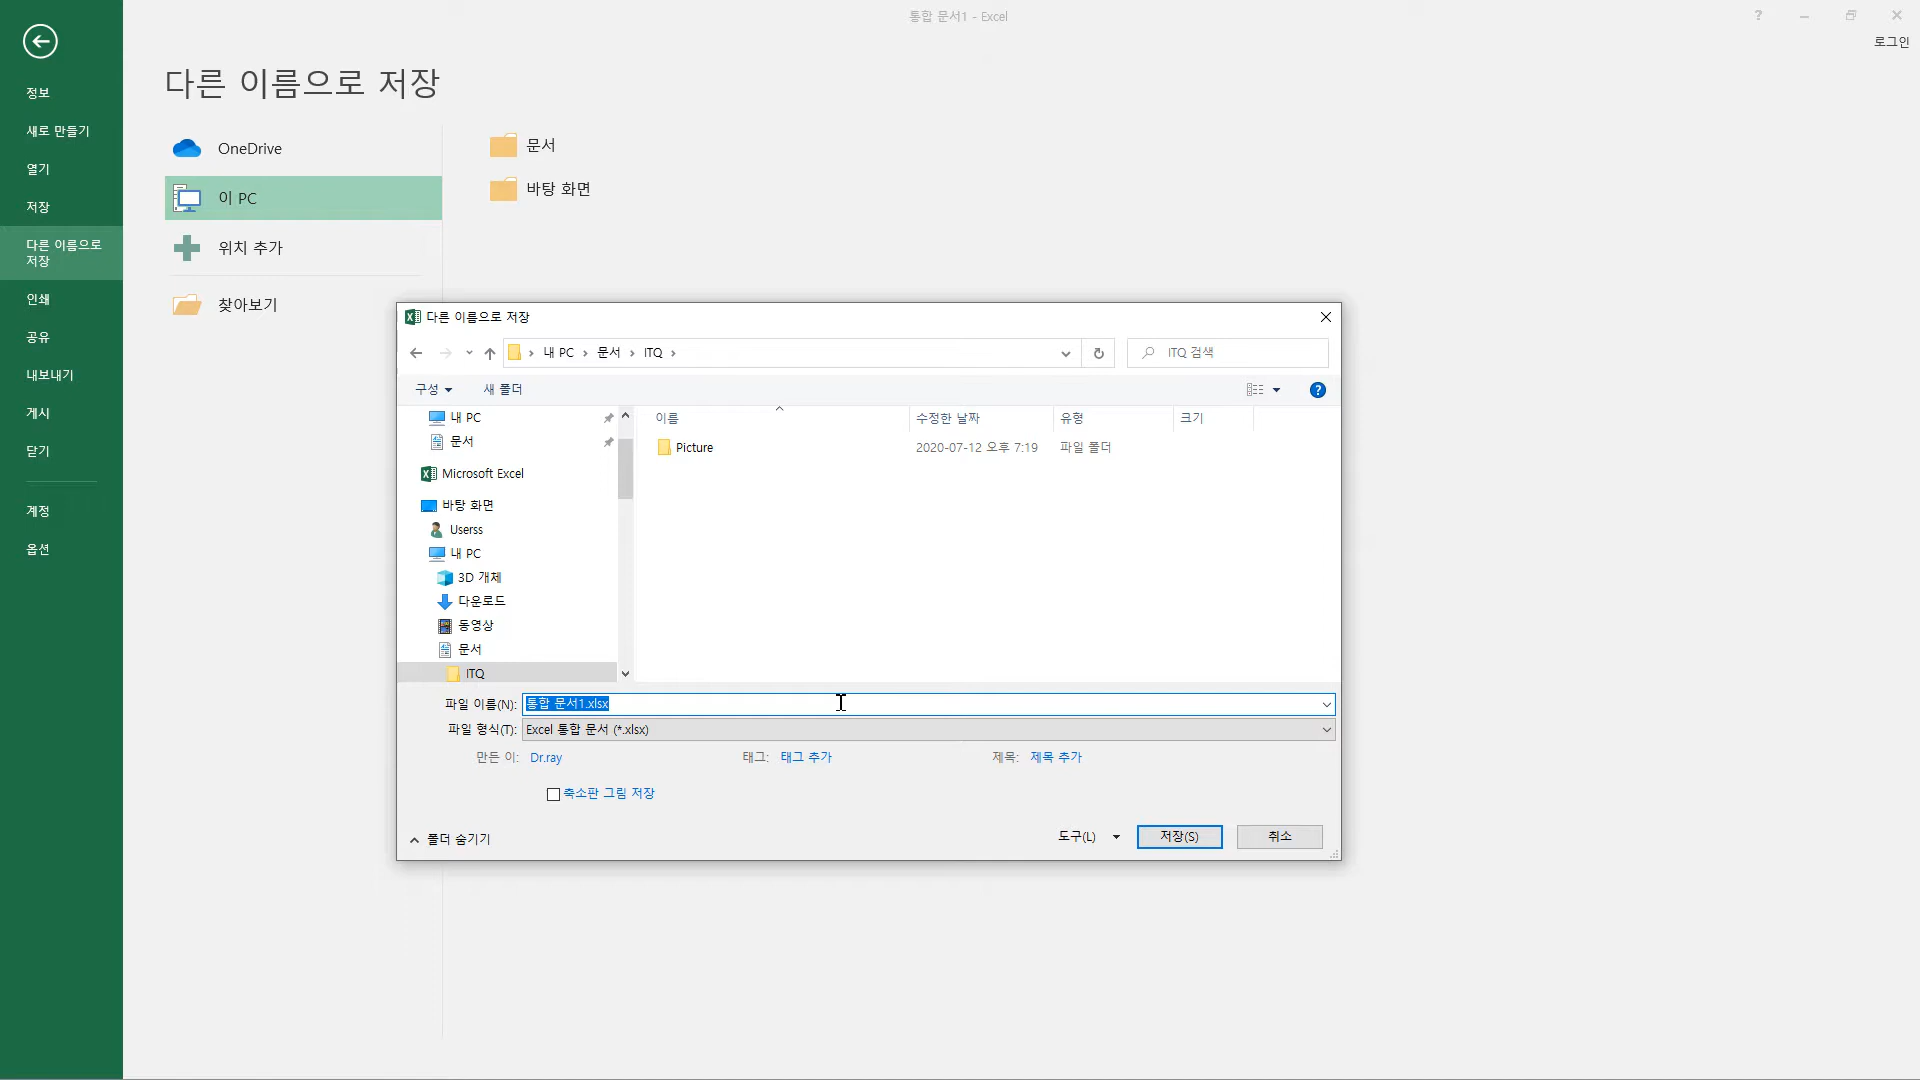 통합 문서1 - Excel
?
로그인
다른 이름으로 저장
정보
새로 만들기
열기
저장
다른 이름으로
저장
인쇄
공유
내보내기
게시
닫기
계정
옵션
OneDrive
이 PC
위치 추가
찾아보기
문서
바탕 화면
다른 이름으로 저장
내 PC › 문서 › ITQ ›
ITQ 검색
구성
새 폴더
?
내 PC
문서
Microsoft Excel
바탕 화면
Userss
내 PC
3D 개체
다운로드
동영상
문서
ITQ
이름 수정한 날짜 유형 크기
Picture 2020-07-12 오후 7:19 파일 폴더
파일 이름(N): 통합 문서1.xlsx
파일 형식(T): Excel 통합 문서 (*.xlsx)
만든 이: Dr.ray 태그: 태그 추가 제목: 제목 추가
축소판 그림 저장
폴더 숨기기
도구(L)
저장(S)
취소